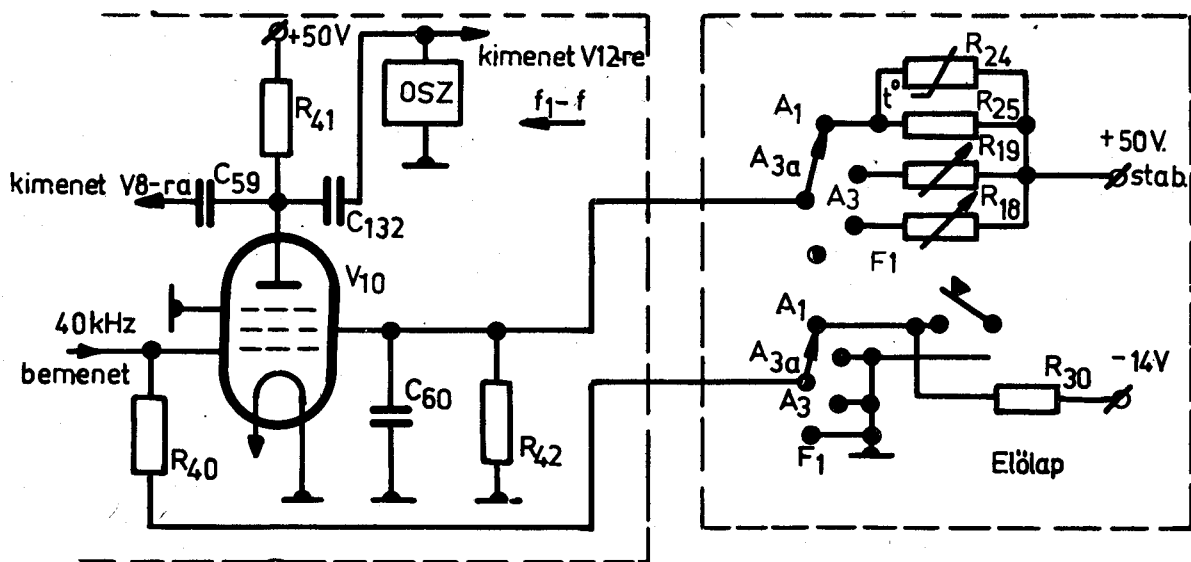 +50V
kimenet V12-re
OSZ
R41
f1-f
kimenet V8-ra
C59
C132
V10
40kHz
bemenet
R40
C60
R42
R24
t°
R25
A1
A3a
R19
A3
R18
F1
+50V.
stab.
A1
A3a
A3
F1
R30
-14V
Előlap